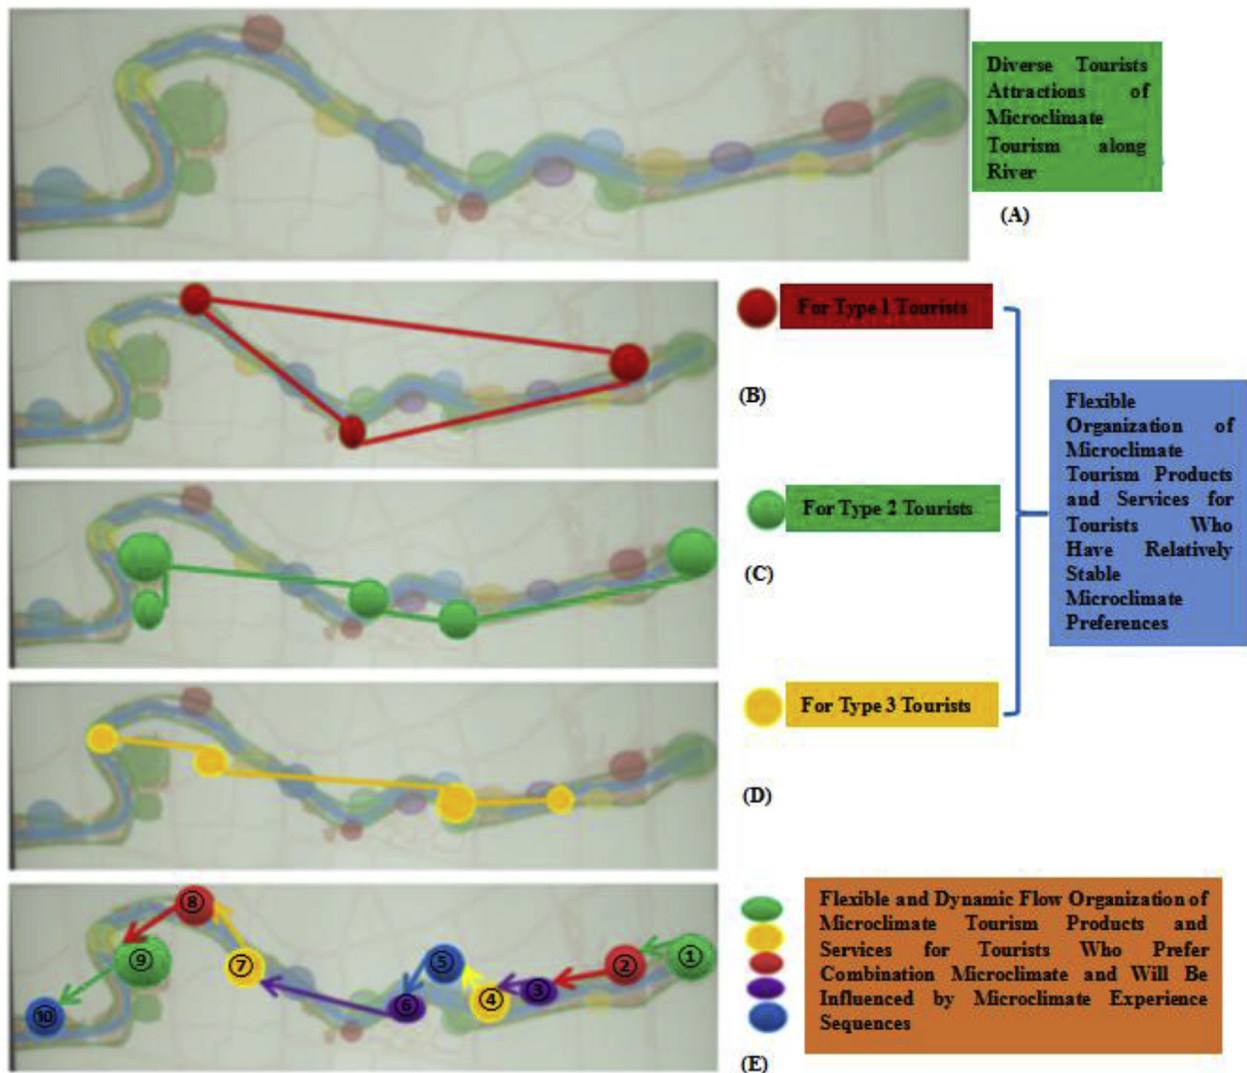 Diverse Tourists
Attractions of
Microclimate
Tourism along
River
(A)
For Type 1 Tourists
(B)
For Type 2 Tourists
(C)
For Type 3 Tourists
(D)
Flexible
Organization of
Microclimate
Tourism Products
and Services for
Tourists Who
Have Relatively
Stable
Microclimate
Preferences
⑧
⑨
⑩
⑦
⑤
⑥
④
③
②
①
Flexible and Dynamic Flow Organization of
Microclimate Tourism Products and
Services for Tourists Who Prefer
Combination Microclimate and Will Be
Influenced by Microclimate Experience
Sequences
(E)